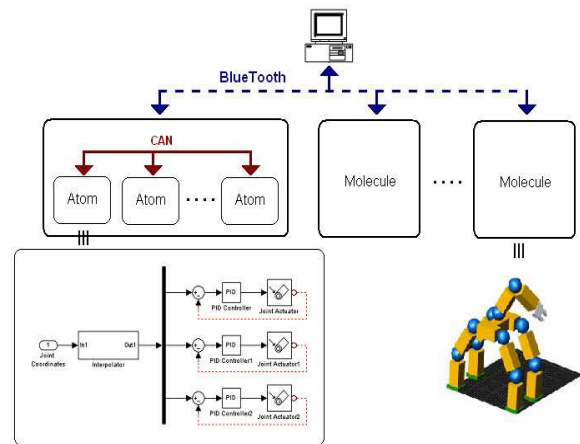 BlueTooth
CAN
Atom
Atom
....
Atom
Molecule
....
Molecule
PID
PID Controller
Joint Actuator
1
Joint
Coordinates
In1
Out1
Interpolator
PID
PID Controller1
Joint Actuator1
PID
PID Controller2
Joint Actuator2